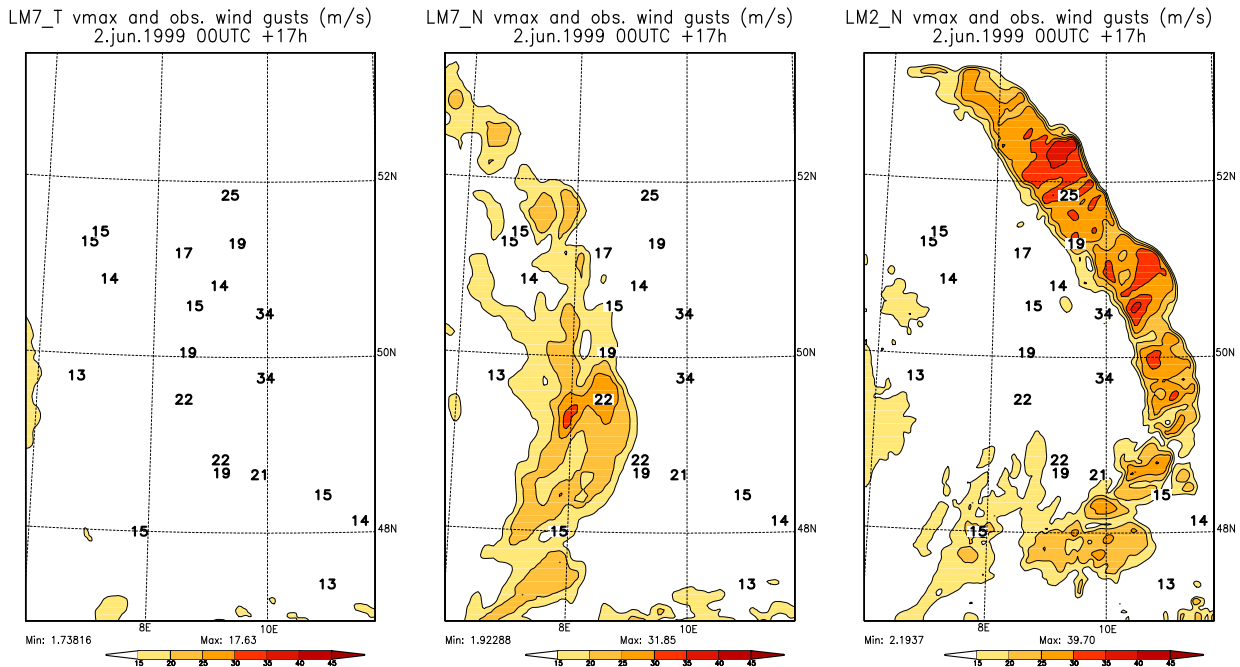 LM7_T vmax and obs. wind gusts (m/s)
2.jun.1999 00UTC +17h
25
15
15
19
17
14
14
15
34
19
13
34
22
22
19
21
15
14
15
13
52N
50N
48N
8E
10E
Min: 1.73816
Max: 17.63
15 20 25 30 35 40 45
LM7_N vmax and obs. wind gusts (m/s)
2.jun.1999 00UTC +17h
25
15
15
19
17
14
14
15
34
19
13
34
22
22
19
21
15
14
15
13
52N
50N
48N
8E
10E
Min: 1.92288
Max: 31.85
15 20 25 30 35 40 45
LM2_N vmax and obs. wind gusts (m/s)
2.jun.1999 00UTC +17h
25
15
15
19
17
14
14
15
34
19
13
34
22
22
19
21
15
14
15
13
52N
50N
48N
8E
10E
Min: 2.1937
Max: 39.70
15 20 25 30 35 40 45